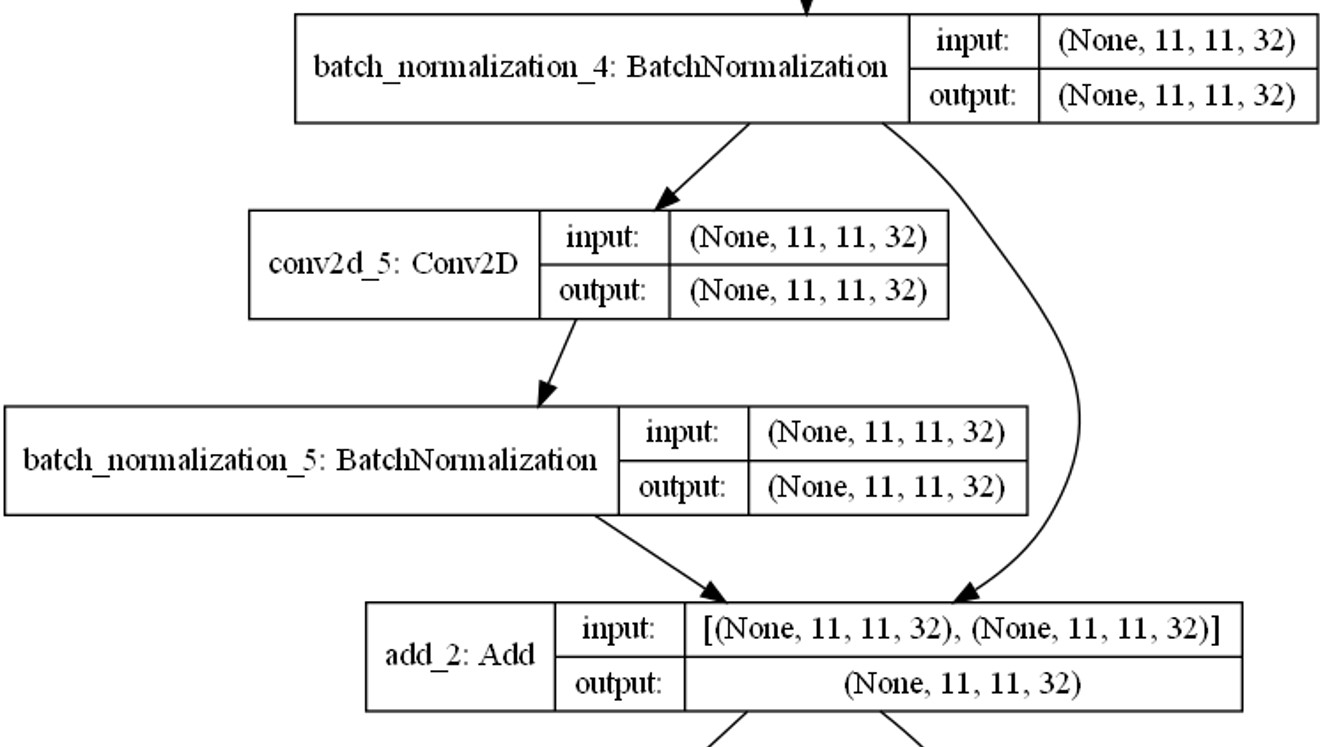 batch_normalization_4: BatchNormalization
input: (None, 11, 11, 32)
output: (None, 11, 11, 32)
conv2d_5: Conv2D
input: (None, 11, 11, 32)
output: (None, 11, 11, 32)
batch_normalization_5: BatchNormalization
input: (None, 11, 11, 32)
output: (None, 11, 11, 32)
add_2: Add
input: [(None, 11, 11, 32), (None, 11, 11, 32)]
output: (None, 11, 11, 32)